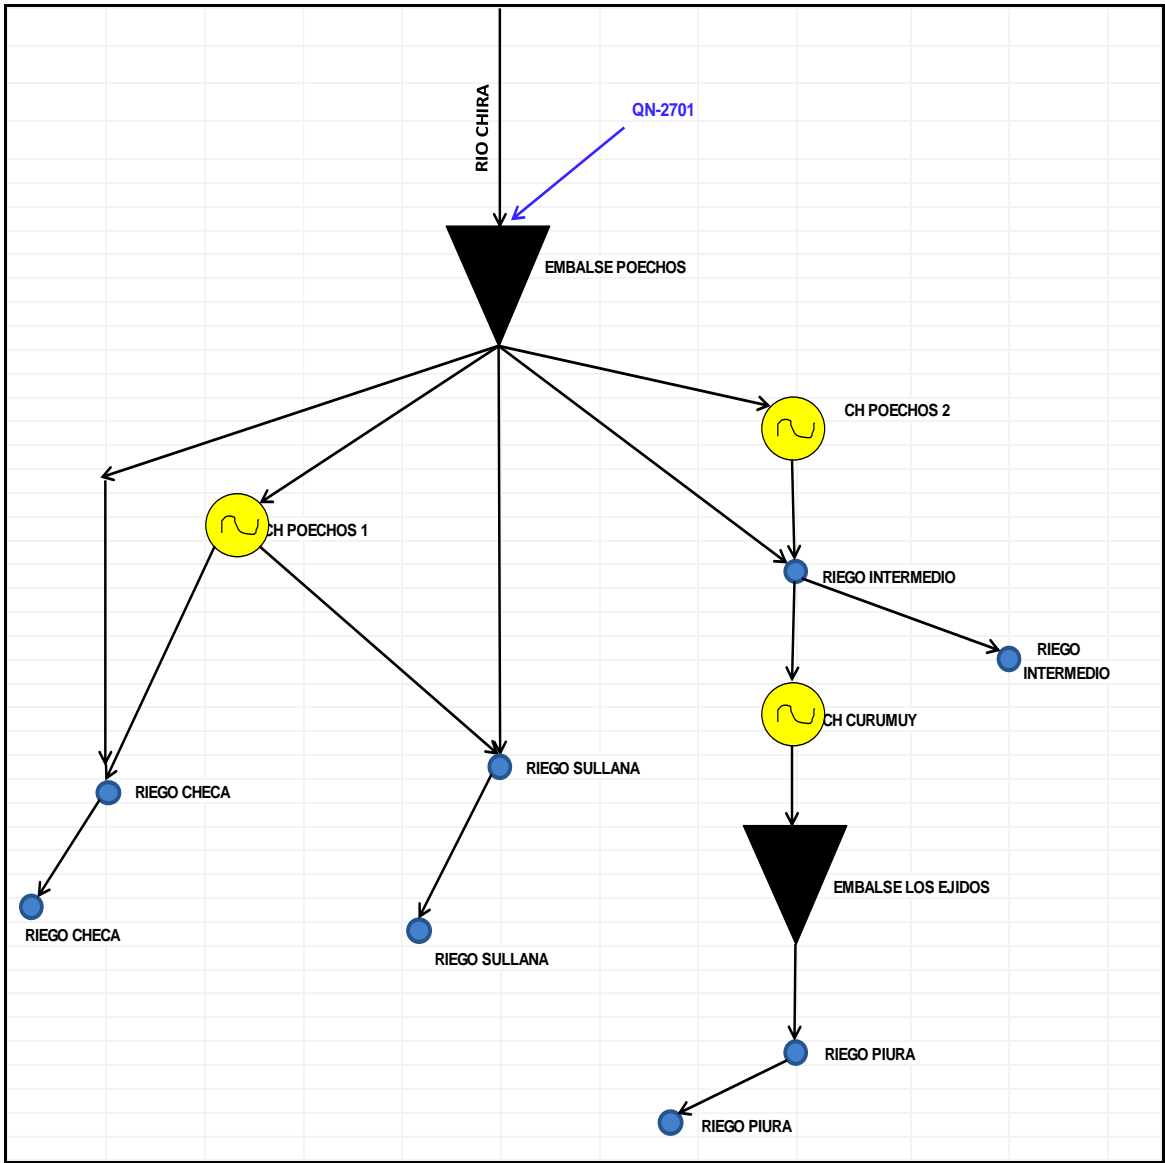 RIO CHIRA
QN-2701
EMBALSE POECHOS
CH POECHOS 2
CH POECHOS 1
RIEGO INTERMEDIO
RIEGO
INTERMEDIO
CH CURUMUY
RIEGO SULLANA
RIEGO CHECA
EMBALSE LOS EJIDOS
RIEGO CHECA
RIEGO SULLANA
RIEGO PIURA
RIEGO PIURA